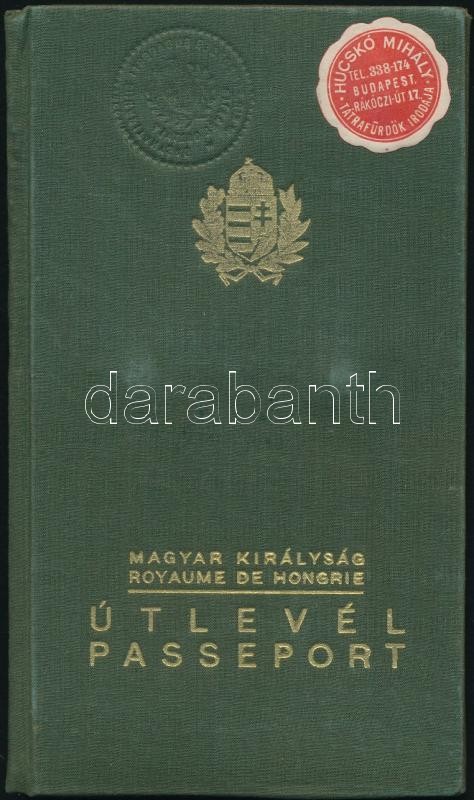 HUCSKÓ MIHÁLY
TEL. 338-174
BUDAPEST.
RÁKÓCZI-ÚT 17.
TÁTRAFÜRDŐK IRODÁJA
darabanth
MAGYAR KIRÁLYSÁG
ROYAUME DE HONGRIE
ÚTLEVÉL
PASSEPORT